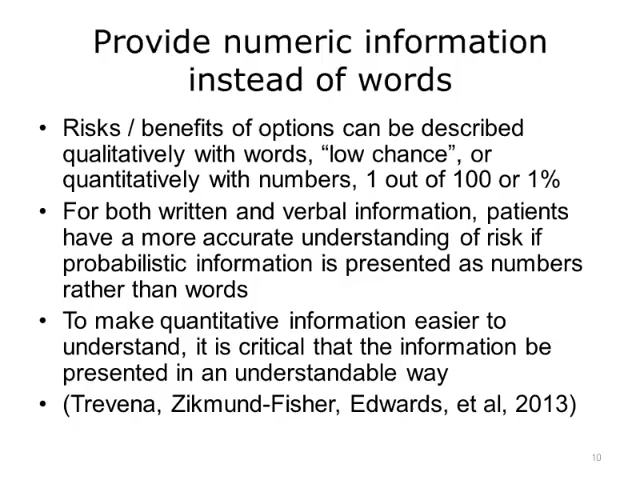 Provide numeric information
instead of words
• Risks / benefits of options can be described
qualitatively with words, “low chance”, or
quantitatively with numbers, 1 out of 100 or 1%
• For both written and verbal information, patients
have a more accurate understanding of risk if
probabilistic information is presented as numbers
rather than words
• To make quantitative information easier to
understand, it is critical that the information be
presented in an understandable way
• (Trevena, Zikmund-Fisher, Edwards, et al, 2013)
10